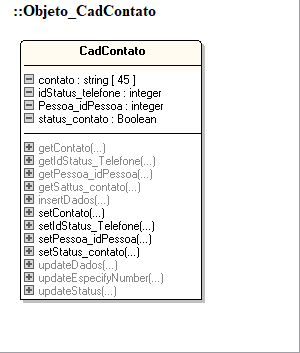 ::Objeto_CadContato
CadContato
contato : string [ 45 ]
idStatus_telefone : integer
Pessoa_idPessoa : integer
status_contato : Boolean
getContato(...)
getIdStatus_Telefone(...)
getPessoa_idPessoa(...)
getSattus_contato(...)
insertDados(...)
setContato(...)
setIdStatus_Telefone(...)
setPessoa_idPessoa(...)
setStatus_contato(...)
updateDados(...)
updateEspecifyNumber(...)
updateStatus(...)